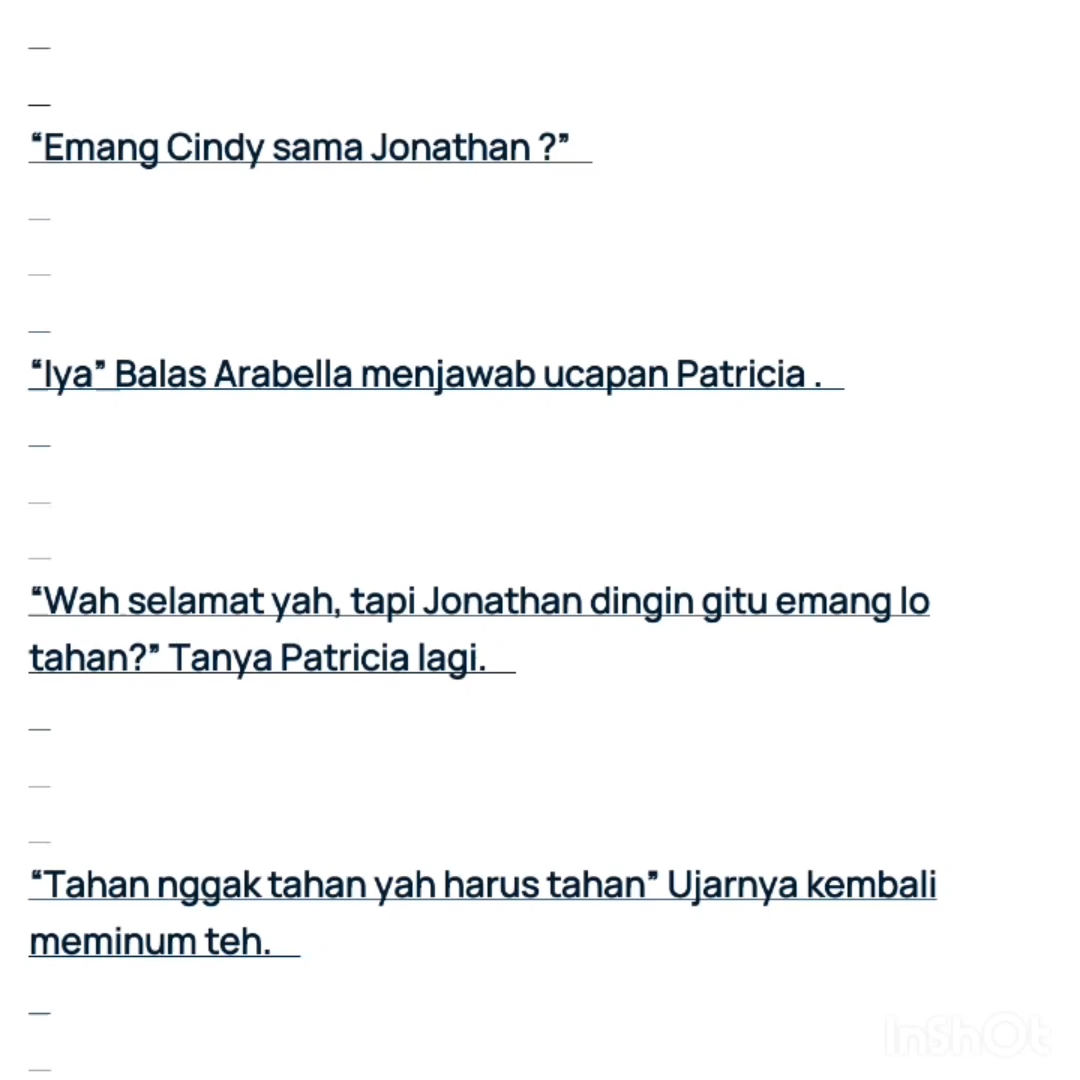 “Emang Cindy sama Jonathan ?”
“Iya” Balas Arabella menjawab ucapan Patricia .
“Wah selamat yah, tapi Jonathan dingin gitu emang lo
tahan?” Tanya Patricia lagi.
“Tahan nggak tahan yah harus tahan” Ujarnya kembali
meminum teh.
InShOt